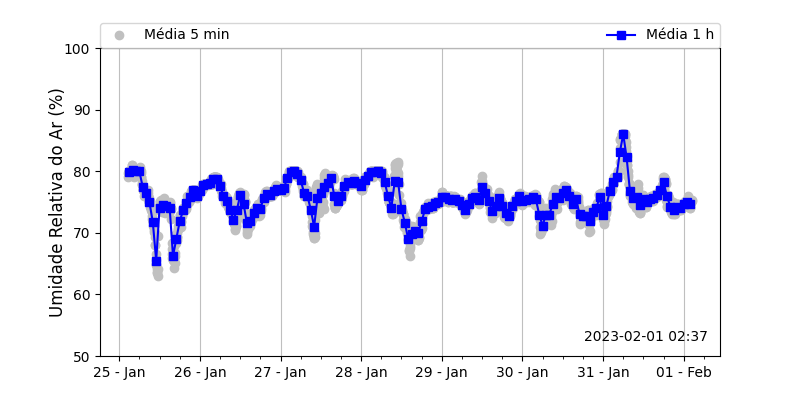 Média 5 min
Média 1 h
Umidade Relativa do Ar (%)
100
90
80
70
60
50
2023-02-01 02:37
25 - Jan
26 - Jan
27 - Jan
28 - Jan
29 - Jan
30 - Jan
31 - Jan
01 - Feb